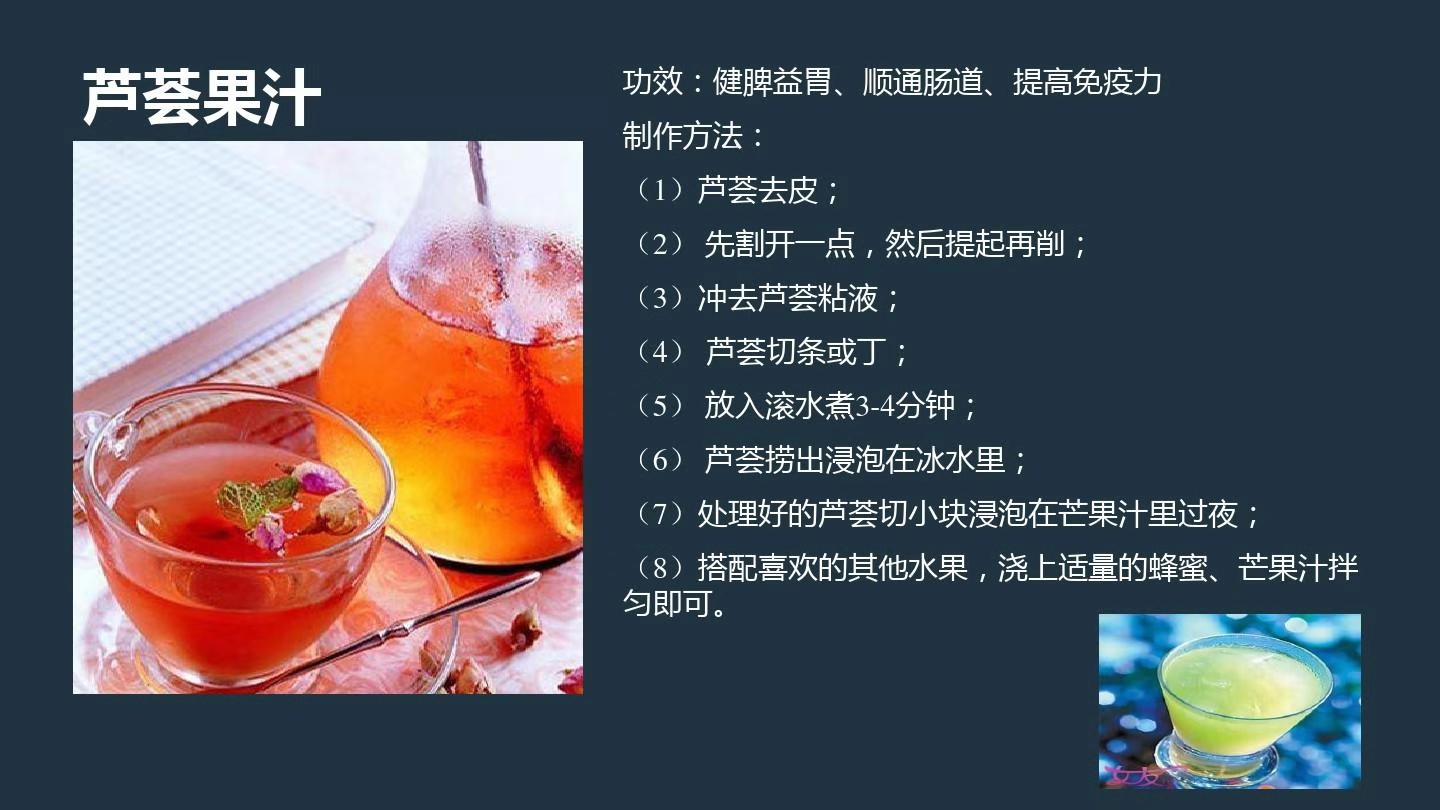 芦荟果汁
功效：健脾益胃、顺通肠道、提高免疫力
制作方法：
（1）芦荟去皮；
（2） 先割开一点，然后提起再削；
（3）冲去芦荟粘液；
（4） 芦荟切条或丁；
（5） 放入滚水煮3-4分钟；
（6） 芦荟捞出浸泡在冰水里；
（7）处理好的芦荟切小块浸泡在芒果汁里过夜；
（8）搭配喜欢的其他水果，浇上适量的蜂蜜、芒果汁拌
匀即可。
女友